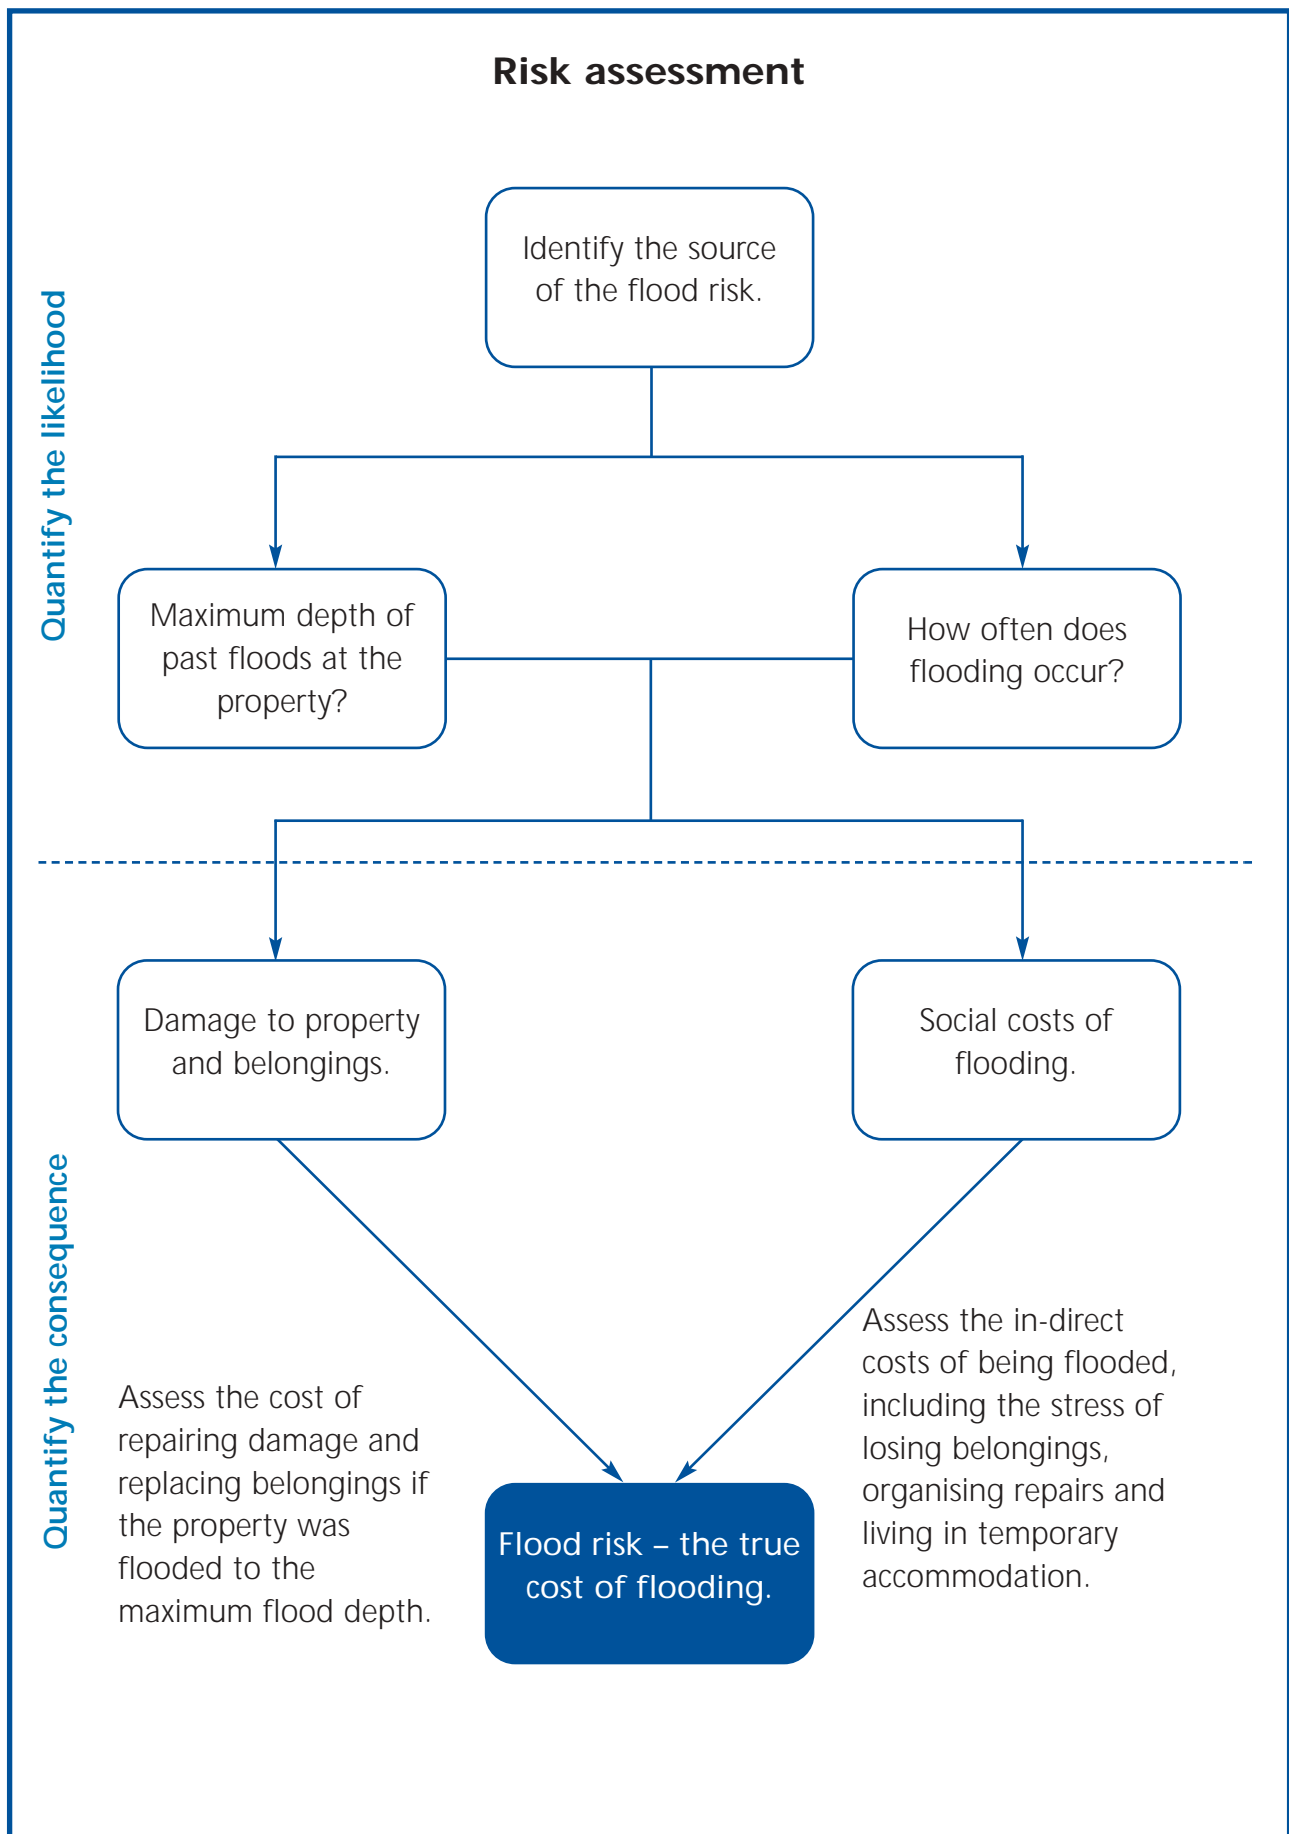 Risk assessment
Quantify the likelihood
Identify the source
of the flood risk.
Maximum depth of
past floods at the
property?
How often does
flooding occur?
Quantify the consequence
Damage to property
and belongings.
Social costs of
flooding.
Assess the cost of
repairing damage and
replacing belongings if
the property was
flooded to the
maximum flood depth.
Assess the in-direct
costs of being flooded,
including the stress of
losing belongings,
organising repairs and
living in temporary
accommodation.
Flood risk – the true
cost of flooding.